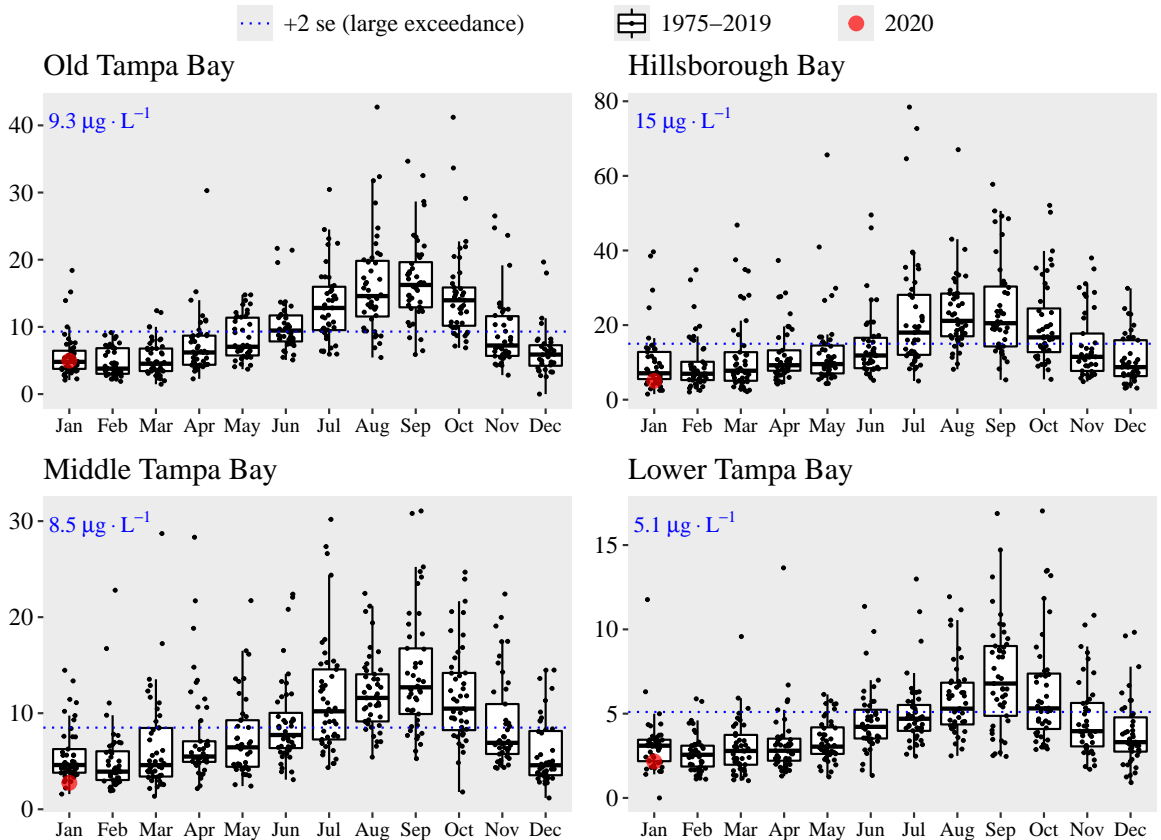 +2 se (large exceedance) 1975–2019 2020
Old Tampa Bay
9.3 μg · L⁻¹
40
30
20
10
0
Jan Feb Mar Apr May Jun Jul Aug Sep Oct Nov Dec
Hillsborough Bay
15 μg · L⁻¹
80
60
40
20
0
Jan Feb Mar Apr May Jun Jul Aug Sep Oct Nov Dec
Middle Tampa Bay
8.5 μg · L⁻¹
30
20
10
0
Jan Feb Mar Apr May Jun Jul Aug Sep Oct Nov Dec
Lower Tampa Bay
5.1 μg · L⁻¹
15
10
5
0
Jan Feb Mar Apr May Jun Jul Aug Sep Oct Nov Dec